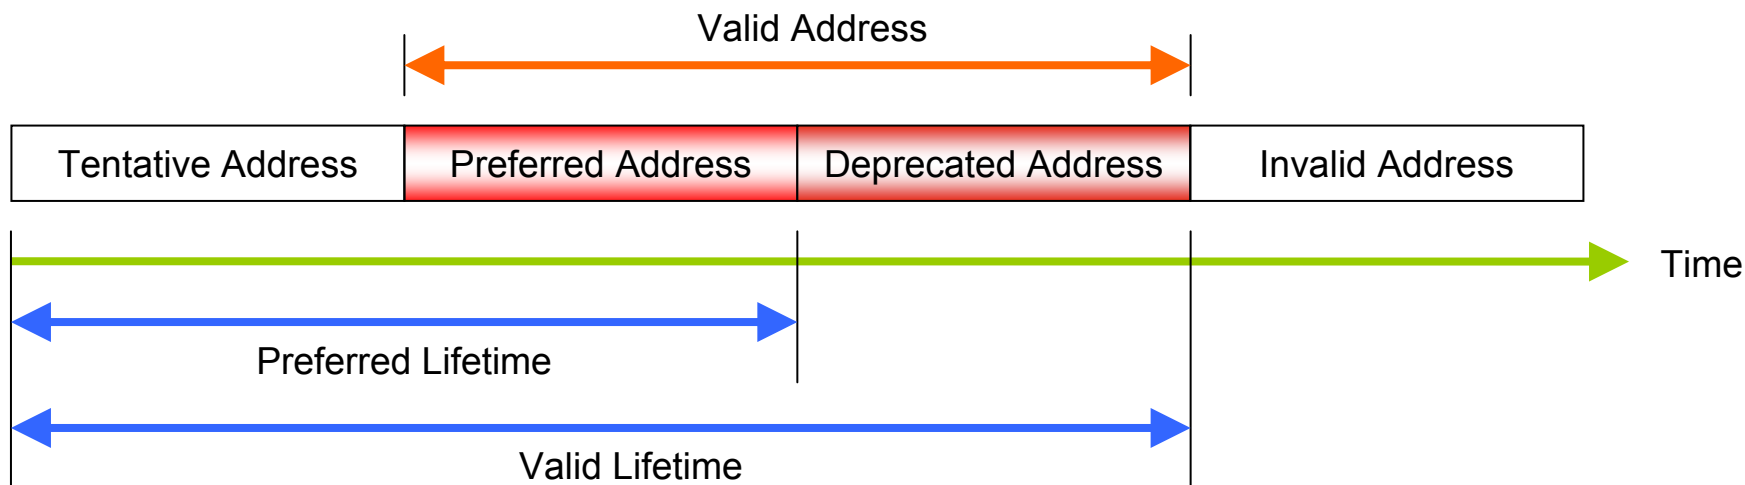 Valid Address
Tentative Address
Preferred Address
Deprecated Address
Invalid Address
Time
Preferred Lifetime
Valid Lifetime